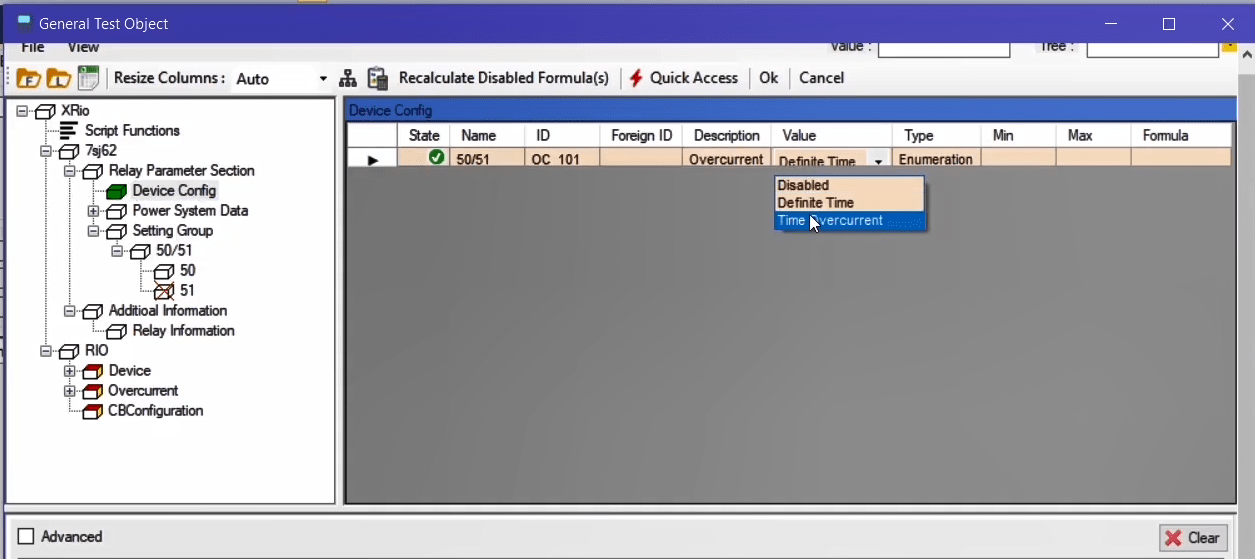 General Test Object
File View Value : Tree :
Resize Columns : Auto Recalculate Disabled Formula(s) Quick Access Ok Cancel
XRio
Script Functions
7sj62
Relay Parameter Section
Device Config
Power System Data
Setting Group
50/51
50
51
Additioal Information
Relay Information
RIO
Device
Overcurrent
CBConfiguration
Device Config
State Name ID Foreign ID Description Value Type Min Max Formula
50/51 OC_101 Overcurrent Definite Time Enumeration
Disabled
Definite Time
Time Overcurrent
Advanced
Clear